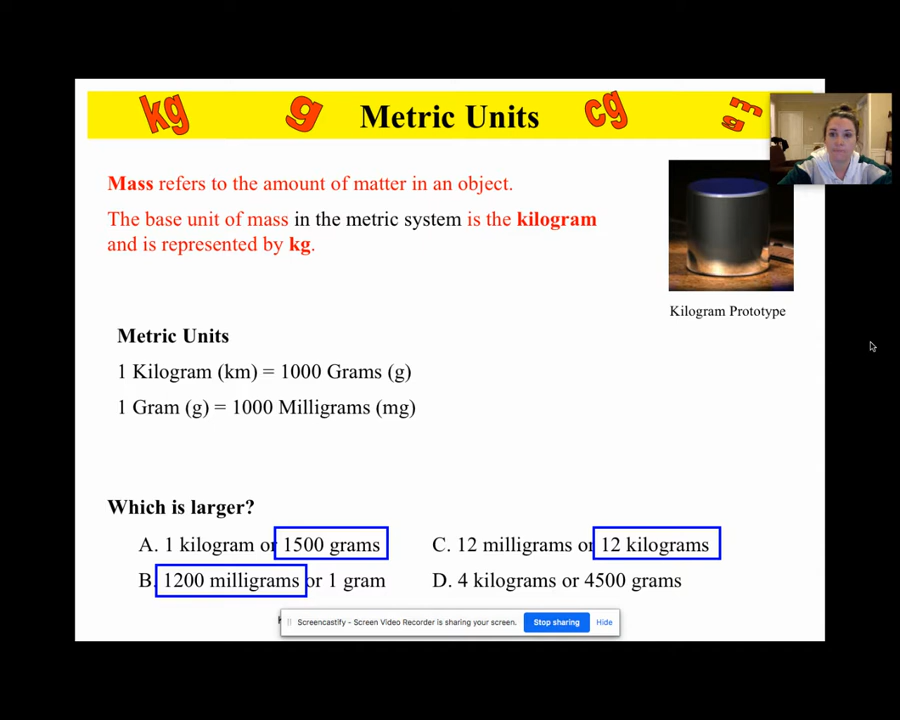 kg g Metric Units cg mg
Mass refers to the amount of matter in an object.
The base unit of mass in the metric system is the kilogram
and is represented by kg.
Kilogram Prototype
Metric Units
1 Kilogram (km) = 1000 Grams (g)
1 Gram (g) = 1000 Milligrams (mg)
Which is larger?
A. 1 kilogram or 1500 grams
C. 12 milligrams or 12 kilograms
B. 1200 milligrams or 1 gram
D. 4 kilograms or 4500 grams
Screencastify - Screen Video Recorder is sharing your screen. Stop sharing Hide